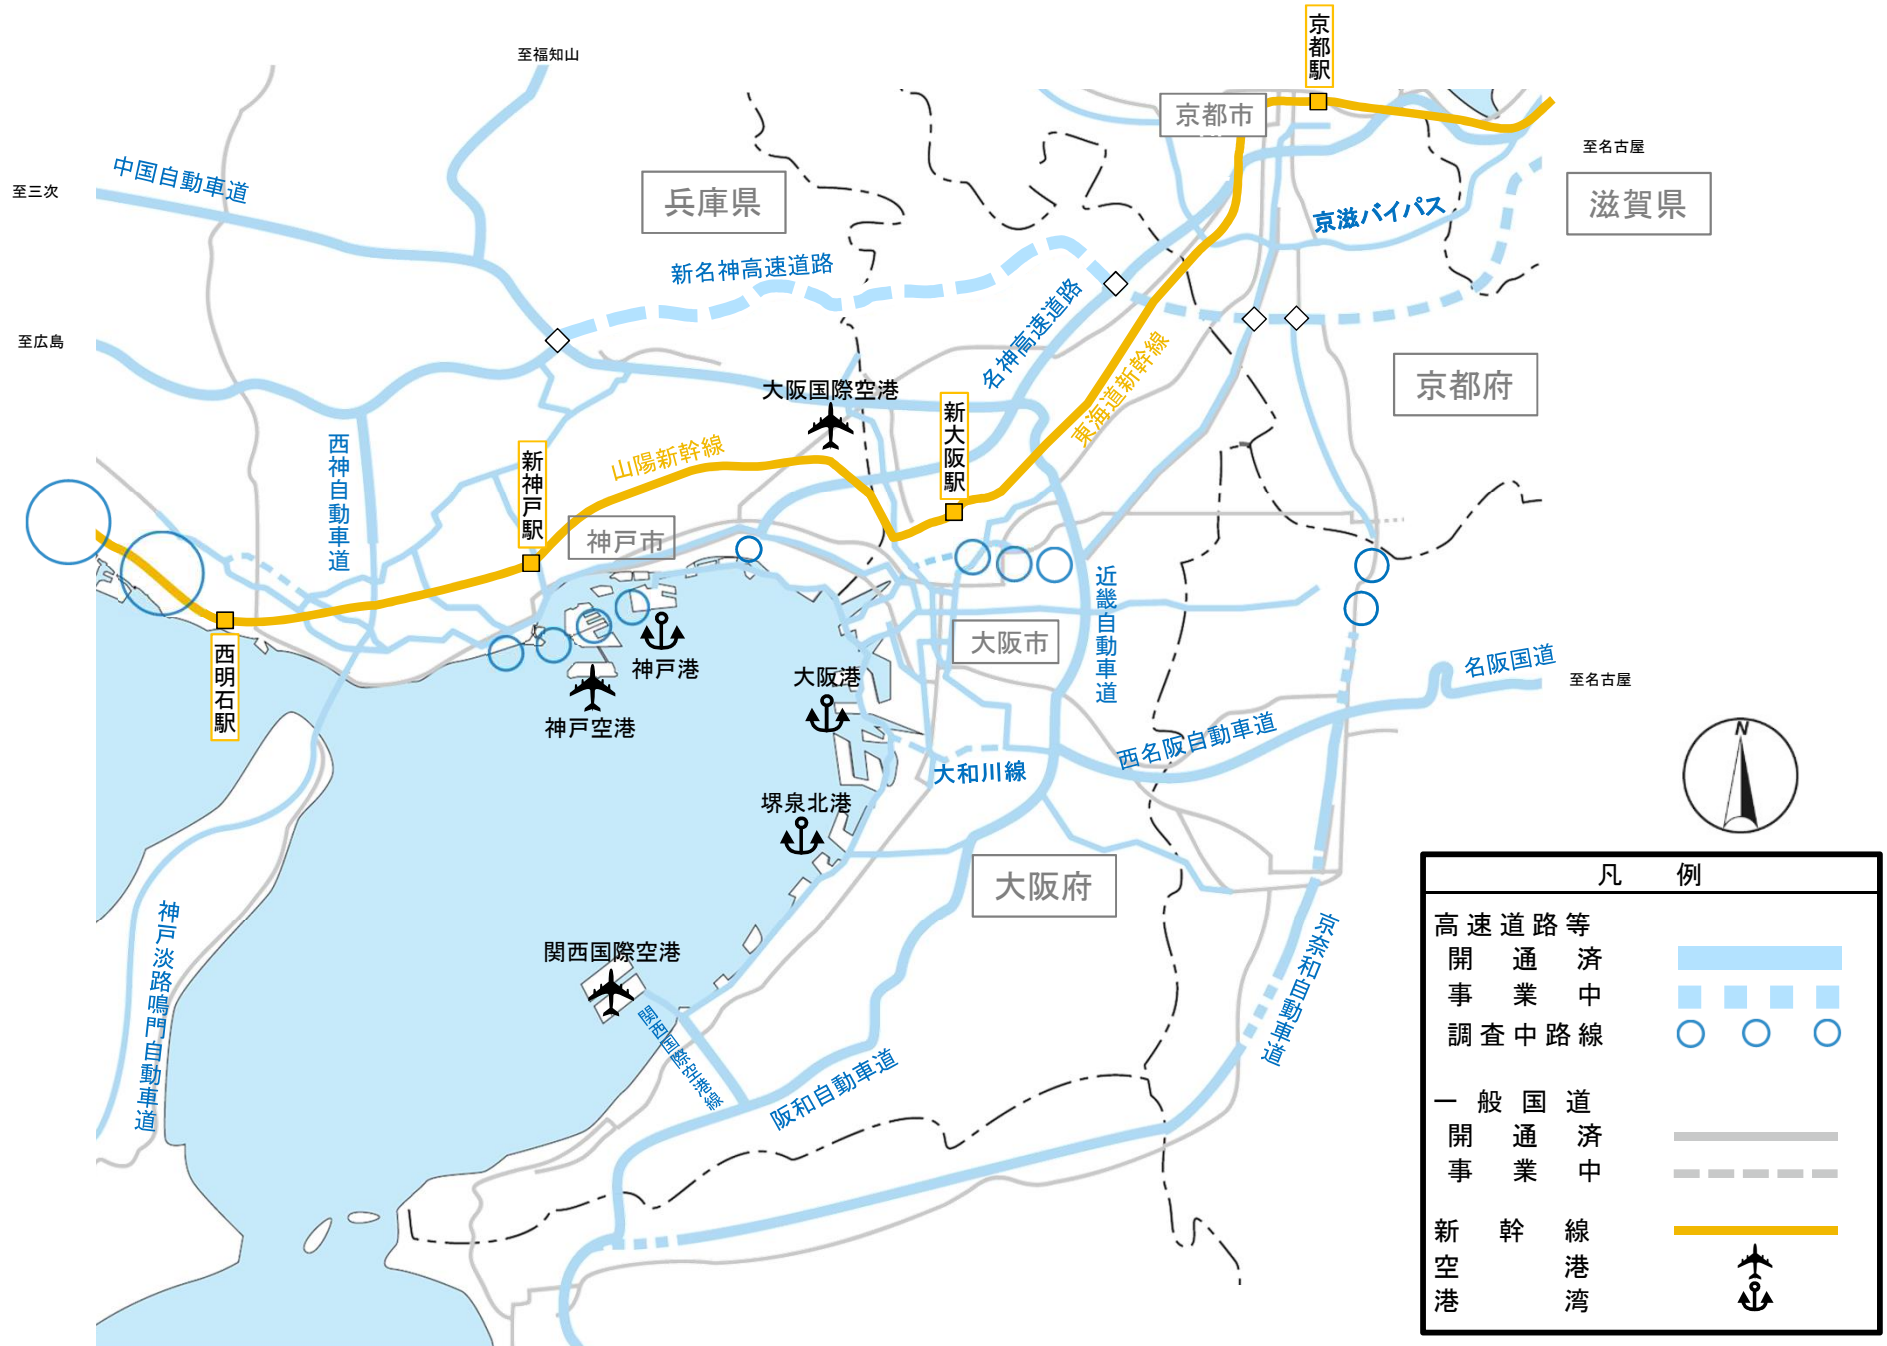 京都駅
至福知山
京都市
至名古屋
中国自動車道
至三次
兵庫県
滋賀県
京滋バイパス
新名神高速道路
至広島
名神高速道路
東海道新幹線
大阪国際空港
京都府
新大阪駅
西神自動車道
新神戸駅
山陽新幹線
神戸市
近畿自動車道
大阪市
西明石駅
神戸港
大阪港
名阪国道
至名古屋
神戸空港
西名阪自動車道
大和川線
N
堺泉北港
大阪府
神戸淡路鳴門自動車道
関西国際空港
関西国際空港線
京奈和自動車道
阪和自動車道
凡 例
高速道路等
開通済
事業中
調査中路線
一般国道
開通済
事業中
新幹線
空港
港湾